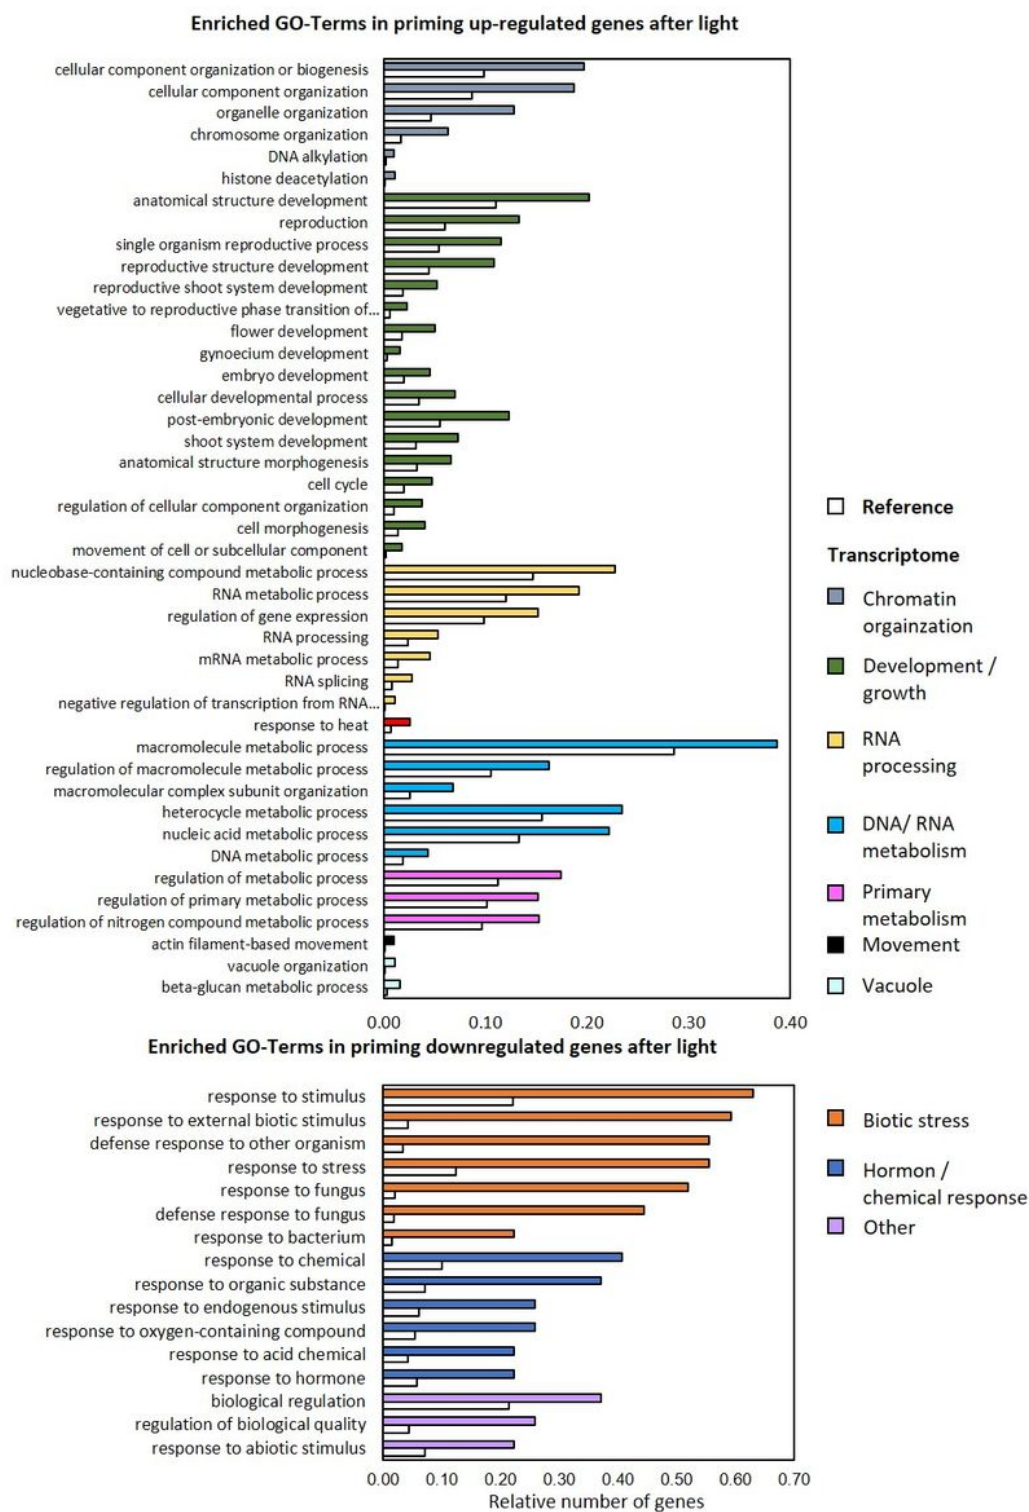 Enriched GO-Terms in priming up-regulated genes after light
cellular component organization or biogenesis
cellular component organization
organelle organization
chromosome organization
DNA alkylation
histone deacetylation
anatomical structure development
reproduction
single organism reproductive process
reproductive structure development
reproductive shoot system development
vegetative to reproductive phase transition of...
flower development
gynoecium development
embryo development
cellular developmental process
post-embryonic development
shoot system development
anatomical structure morphogenesis
cell cycle
regulation of cellular component organization
cell morphogenesis
movement of cell or subcellular component
nucleobase-containing compound metabolic process
RNA metabolic process
regulation of gene expression
RNA processing
mRNA metabolic process
RNA splicing
negative regulation of transcription from RNA...
response to heat
macromolecule metabolic process
regulation of macromolecule metabolic process
macromolecular complex subunit organization
heterocycle metabolic process
nucleic acid metabolic process
DNA metabolic process
regulation of metabolic process
regulation of primary metabolic process
regulation of nitrogen compound metabolic process
actin filament-based movement
vacuole organization
beta-glucan metabolic process
0.00 0.10 0.20 0.30 0.40
Reference
Transcriptome
Chromatin
orgainzation
Development /
growth
RNA
processing
DNA/ RNA
metabolism
Primary
metabolism
Movement
Vacuole
Enriched GO-Terms in priming downregulated genes after light
response to stimulus
response to external biotic stimulus
defense response to other organism
response to stress
response to fungus
defense response to fungus
response to bacterium
response to chemical
response to organic substance
response to endogenous stimulus
response to oxygen-containing compound
response to acid chemical
response to hormone
biological regulation
regulation of biological quality
response to abiotic stimulus
0.00 0.10 0.20 0.30 0.40 0.50 0.60 0.70
Relative number of genes
Biotic stress
Hormon /
chemical response
Other